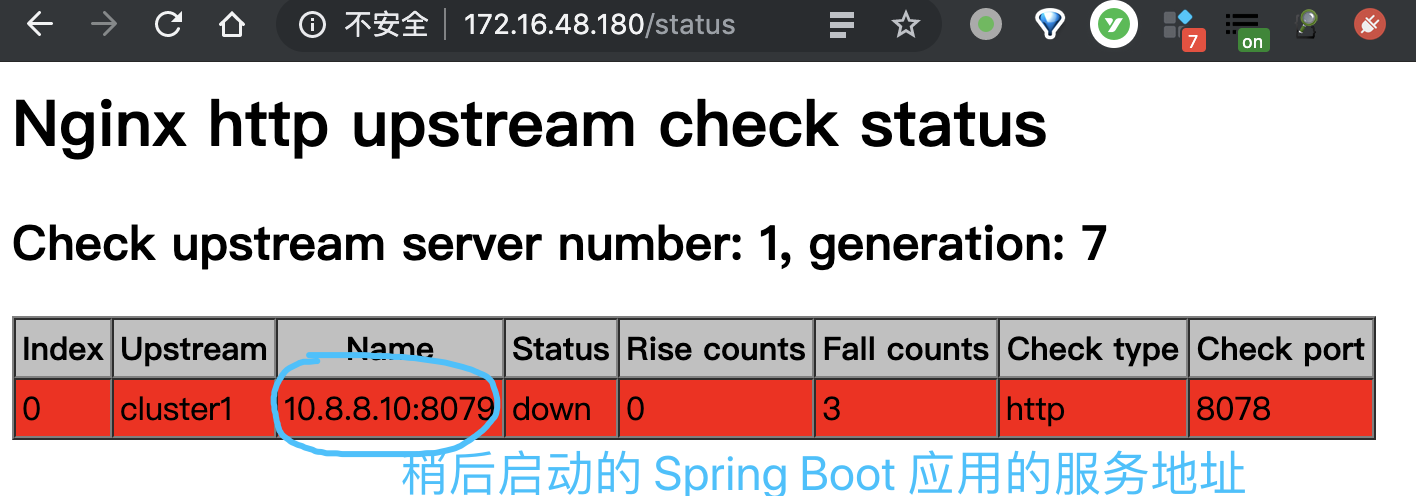 不安全 172.16.48.180/status
7
on
Nginx http upstream check status
Check upstream server number: 1, generation: 7
Index Upstream Name Status Rise counts Fall counts Check type Check port
0 cluster1 10.8.8.10:8079 down 0 3 http 8078
稍后启动的 Spring Boot 应用的服务地址